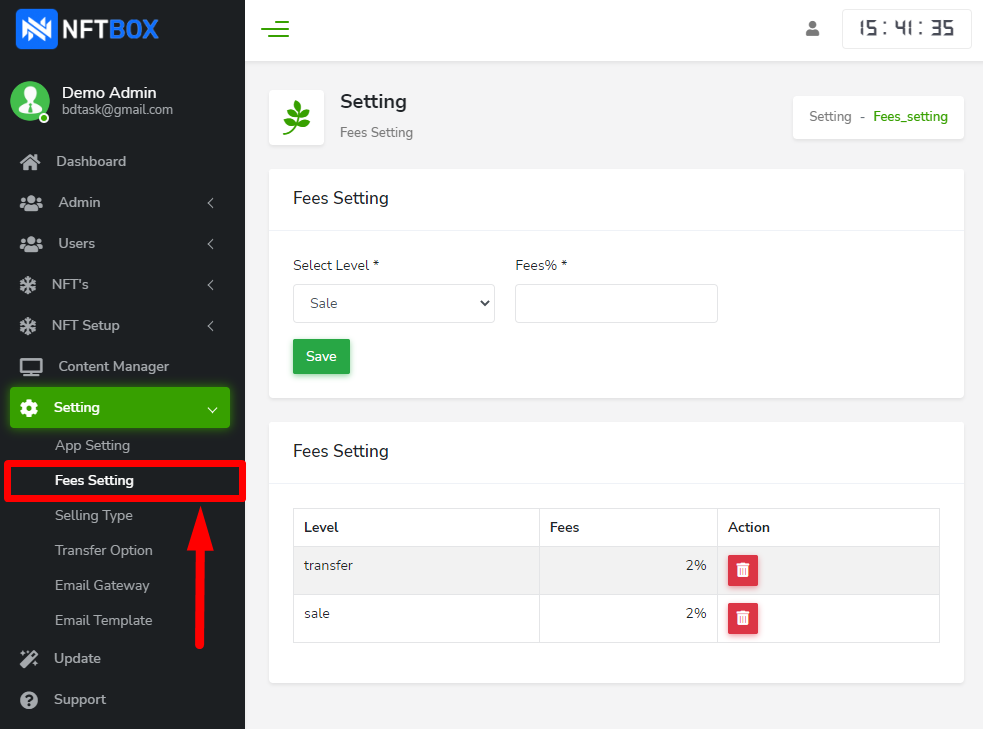 NFTBOX
15:41:35
Demo Admin
bdtask@gmail.com
Dashboard
Admin
Users
NFT's
NFT Setup
Content Manager
Setting
App Setting
Fees Setting
Selling Type
Transfer Option
Email Gateway
Email Template
Update
Support
Setting
Fees Setting
Setting - Fees_setting
Fees Setting
Select Level * Fees% *
Sale
Save
Fees Setting
Level Fees Action
transfer 2%
sale 2%